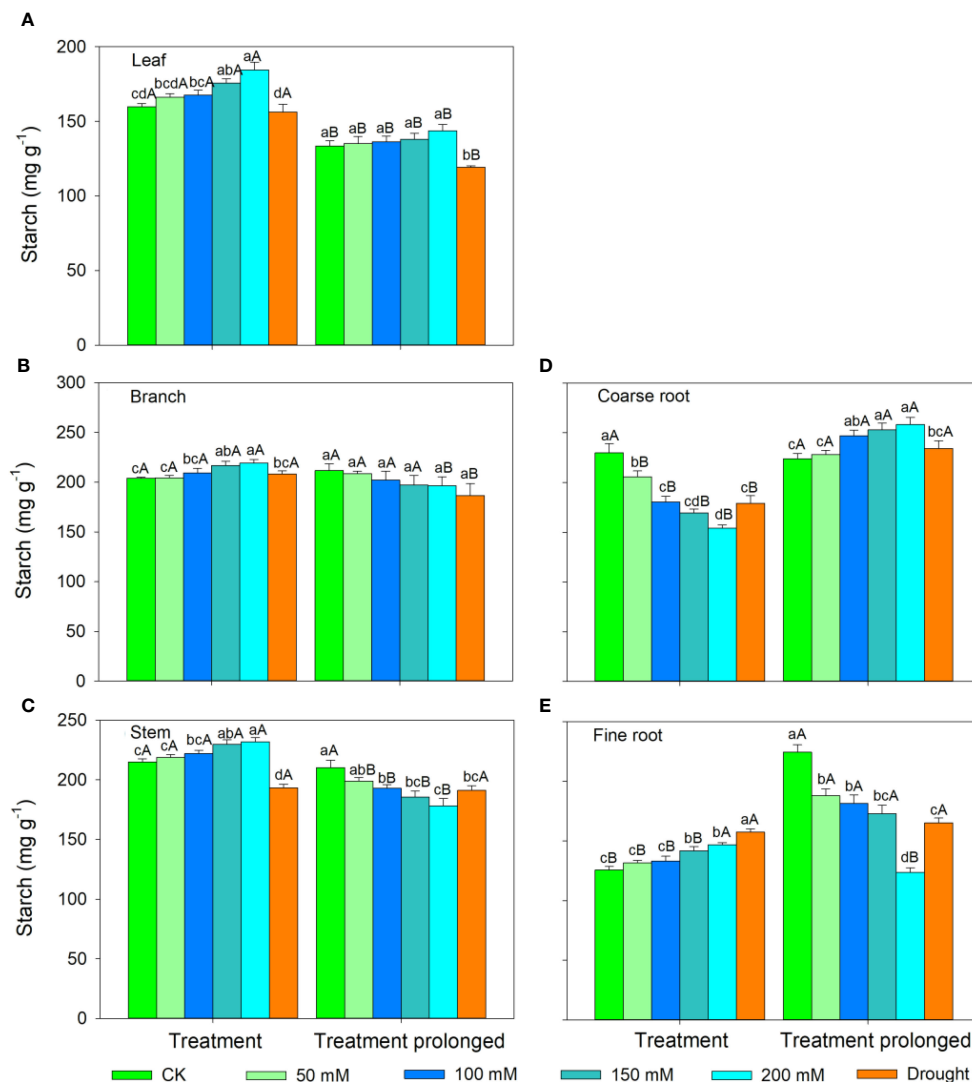 A
Starch (mg g⁻¹)
200
150
100
50
0
Leaf
cdA bcdA bcA abA aA dA
aB aB aB aB aB bB
B
Starch (mg g⁻¹)
300
250
200
150
100
50
0
Branch
cA cA bcA abA aA bcA
aA aA aA aA aB aB
D
Coarse root
aA bB cB cdB dB cB
cA cA abA aA aA bcA
C
Starch (mg g⁻¹)
250
200
150
100
50
0
Stem
cA cA bcA abA aA dA
aA abB bB bcB cB bcA
Treatment Treatment prolonged
E
Fine root
cB cB cB bB bA aA
aA bA bA bcA dB cA
Treatment Treatment prolonged
CK 50 mM 100 mM 150 mM 200 mM Drought